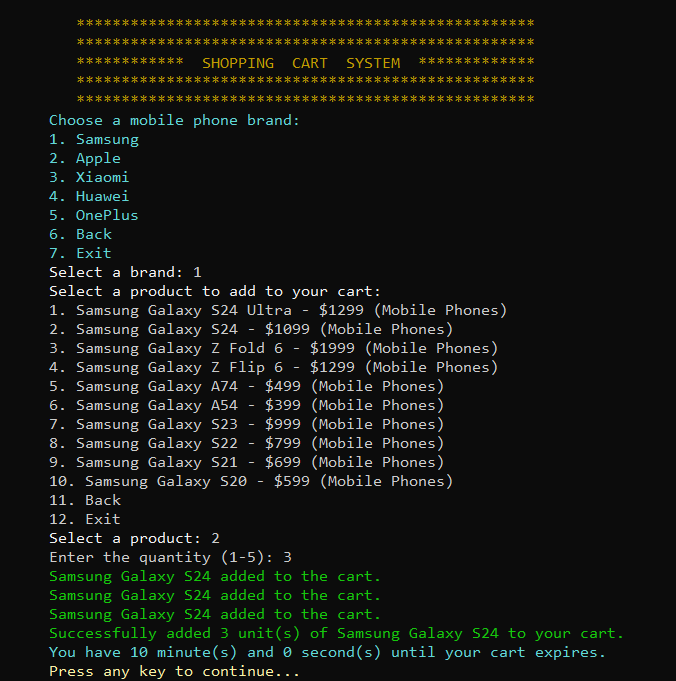 ***************************************************
***************************************************
************  SHOPPING  CART  SYSTEM  *************
***************************************************
***************************************************
Choose a mobile phone brand:
1. Samsung
2. Apple
3. Xiaomi
4. Huawei
5. OnePlus
6. Back
7. Exit
Select a brand: 1
Select a product to add to your cart:
1. Samsung Galaxy S24 Ultra - $1299 (Mobile Phones)
2. Samsung Galaxy S24 - $1099 (Mobile Phones)
3. Samsung Galaxy Z Fold 6 - $1999 (Mobile Phones)
4. Samsung Galaxy Z Flip 6 - $1299 (Mobile Phones)
5. Samsung Galaxy A74 - $499 (Mobile Phones)
6. Samsung Galaxy A54 - $399 (Mobile Phones)
7. Samsung Galaxy S23 - $999 (Mobile Phones)
8. Samsung Galaxy S22 - $799 (Mobile Phones)
9. Samsung Galaxy S21 - $699 (Mobile Phones)
10. Samsung Galaxy S20 - $599 (Mobile Phones)
11. Back
12. Exit
Select a product: 2
Enter the quantity (1-5): 3
Samsung Galaxy S24 added to the cart.
Samsung Galaxy S24 added to the cart.
Samsung Galaxy S24 added to the cart.
Successfully added 3 unit(s) of Samsung Galaxy S24 to your cart.
You have 10 minute(s) and 0 second(s) until your cart expires.
Press any key to continue...